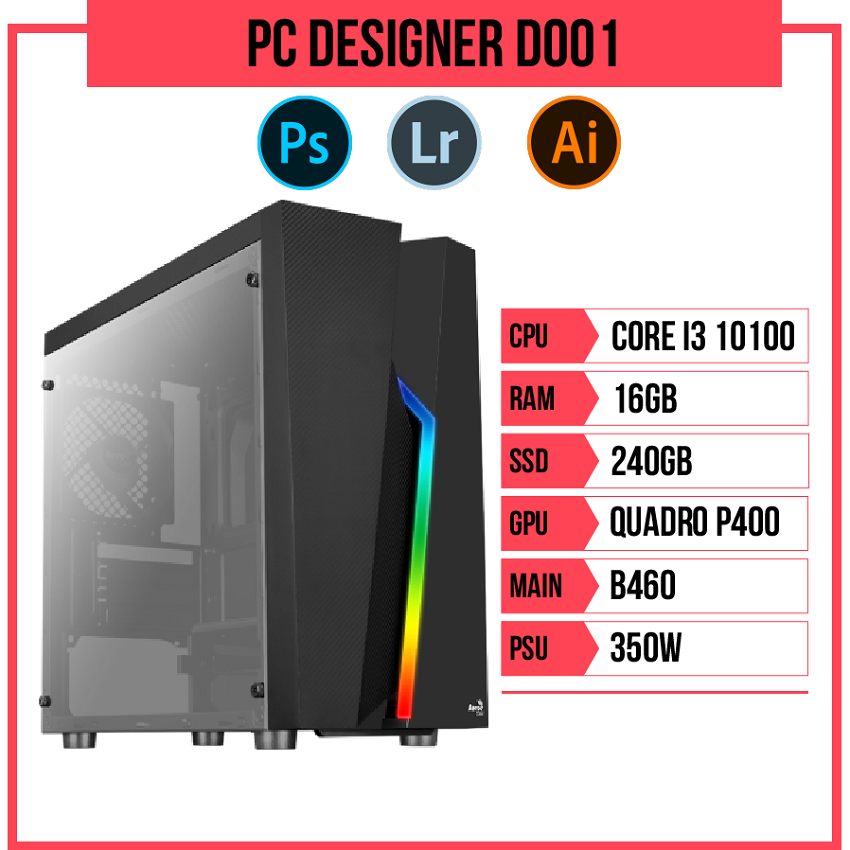 PC DESIGNER D001
Ps Lr Ai
CPU CORE I3 10100
RAM 16GB
SSD 240GB
GPU QUADRO P400
MAIN B460
PSU 350W
Aero